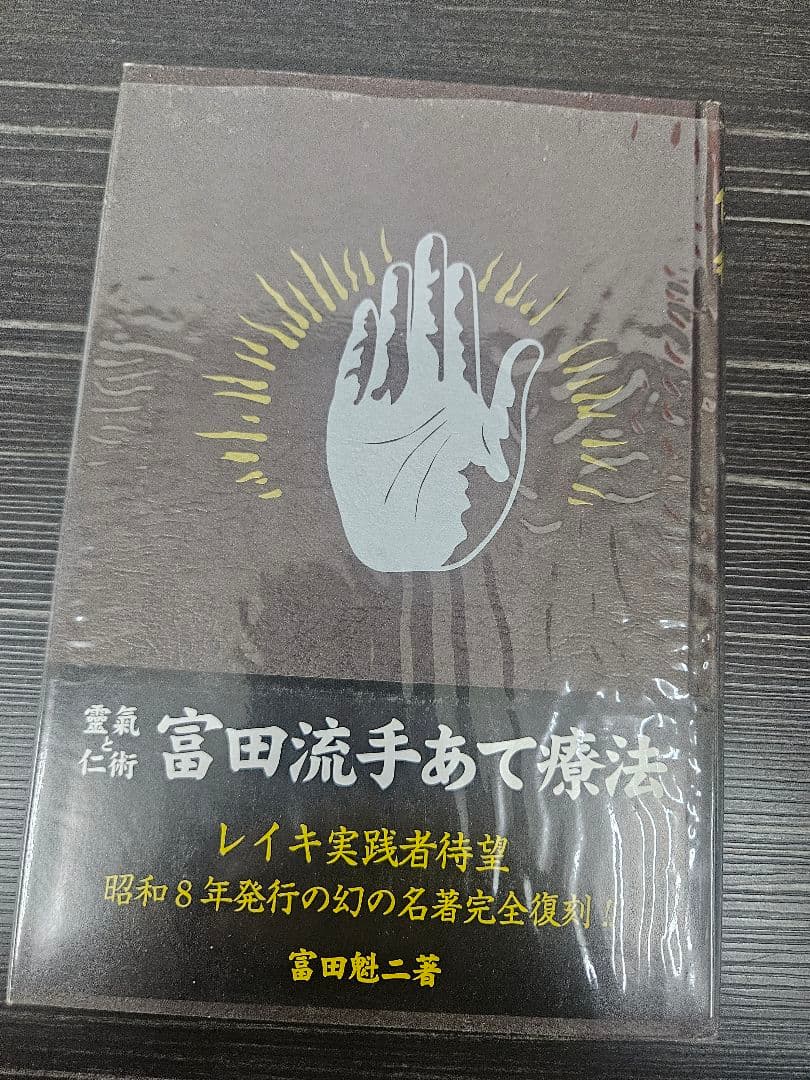 靈氣と仁術
富田流手あて療法
レイキ実践者待望
昭和8年発行の幻の名著完全復刻!
富田魁二著